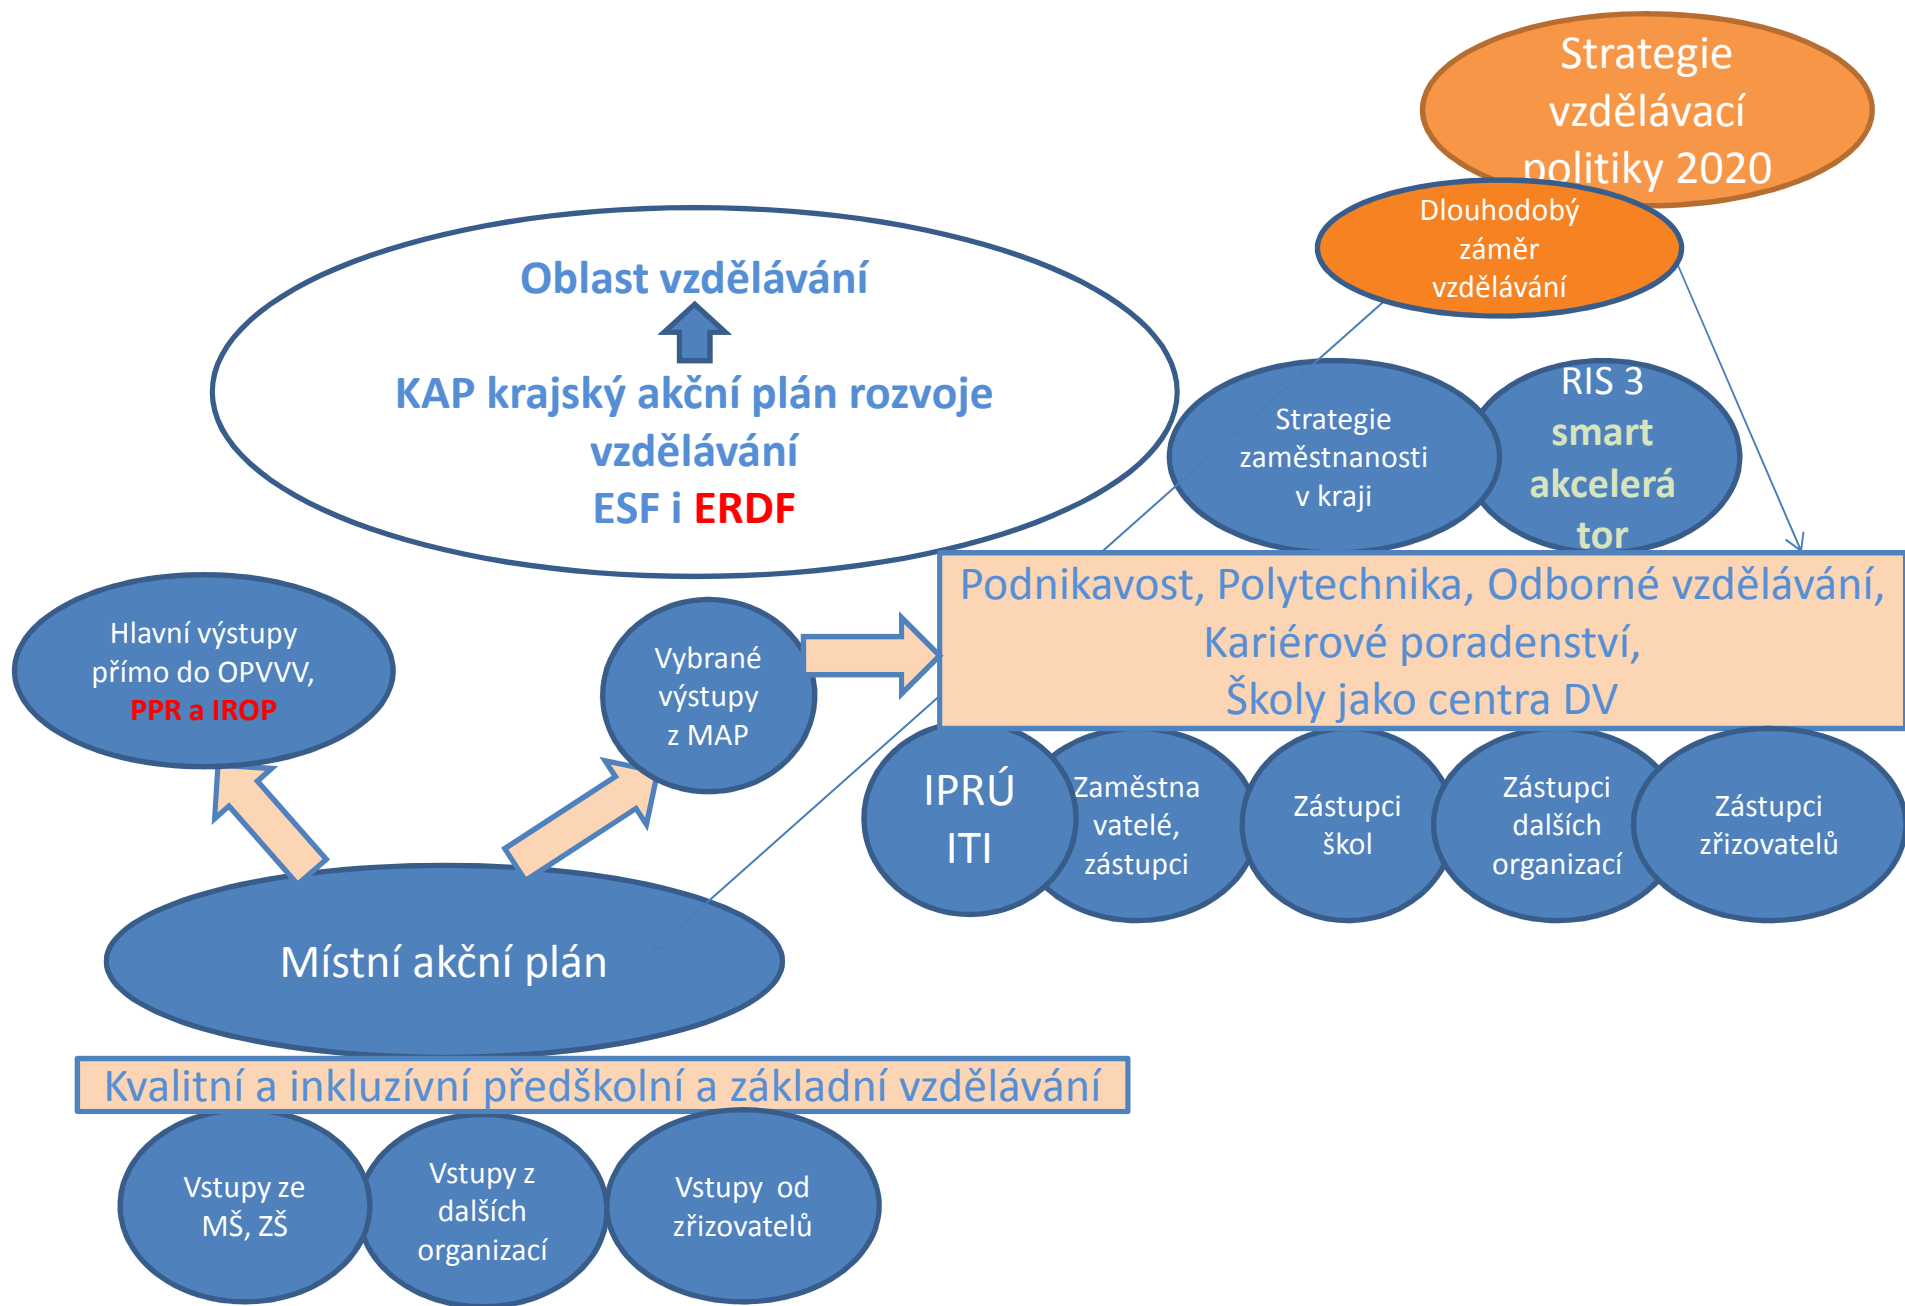 Strategie
vzdělávací
politiky 2020
Dlouhodobý
záměr
vzdělávání
Oblast vzdělávání
KAP krajský akční plán rozvoje
vzdělávání
ESF i ERDF
Strategie
zaměstnanosti
v kraji
RIS 3
smart
akcelerá
tor
Podnikavost, Polytechnika, Odborné vzdělávání,
Kariérové poradenství,
Školy jako centra DV
Hlavní výstupy
přímo do OPVVV,
PPR a IROP
Vybrané
výstupy
z MAP
IPRÚ
ITI
Zaměstna
vatelé,
zástupci
Zástupci
škol
Zástupci
dalších
organizací
Zástupci
zřizovatelů
Místní akční plán
Kvalitní a inkluzívní předškolní a základní vzdělávání
Vstupy ze
MŠ, ZŠ
Vstupy z
dalších
organizací
Vstupy  od
zřizovatelů